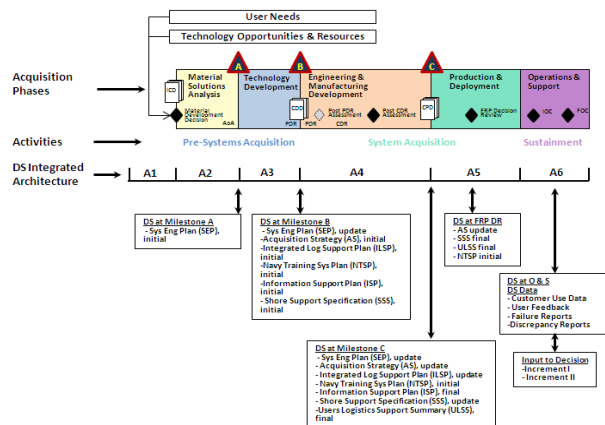 User Needs
Technology Opportunities & Resources
A
B
C
Acquisition
Phases
ICD
Material
Solutions
Analysis
Material
Development
Decision
AoA
Technology
Development
CDD
PDR
Engineering &
Manufacturing
Development
Post PDR
Assessment
Post CDR
Assessment
PDR
CDR
CPD
Production &
Deployment
FRP Decision
Review
Operations &
Support
IOC
FOC
Activities
Pre-Systems Acquisition
System Acquisition
Sustainment
DS Integrated
Architecture
A1
A2
A3
A4
A5
A6
DS at Milestone A
- Sys Eng Plan (SEP),
initial
DS at Milestone B
- Sys Eng Plan (SEP), update
-Acquisition Strategy (AS), initial
-Integrated Log Support Plan (ILSP),
initial
-Navy Training Sys Plan (NTSP),
initial
-Information Support Plan (ISP),
initial
- Shore Support Specification (SSS),
initial
DS at FRP DR
- AS update
- SSS final
- ULSS final
- NTSP initial
DS at O & S
DS Data
- Customer Use Data
- User Feedback
- Failure Reports
-Discrepancy Reports
Input to Decision
-Increment I
- Increment II
DS at Milestone C
- Sys Eng Plan (SEP), update
- Acquisition Strategy (AS), update
- Integrated Log Support Plan (ILSP), update
- Navy Training Sys Plan (NTSP), initial
- Information Support Plan (ISP), final
- Shore Support Specification (SSS), update
-Users Logistics Support Summary (ULSS),
final